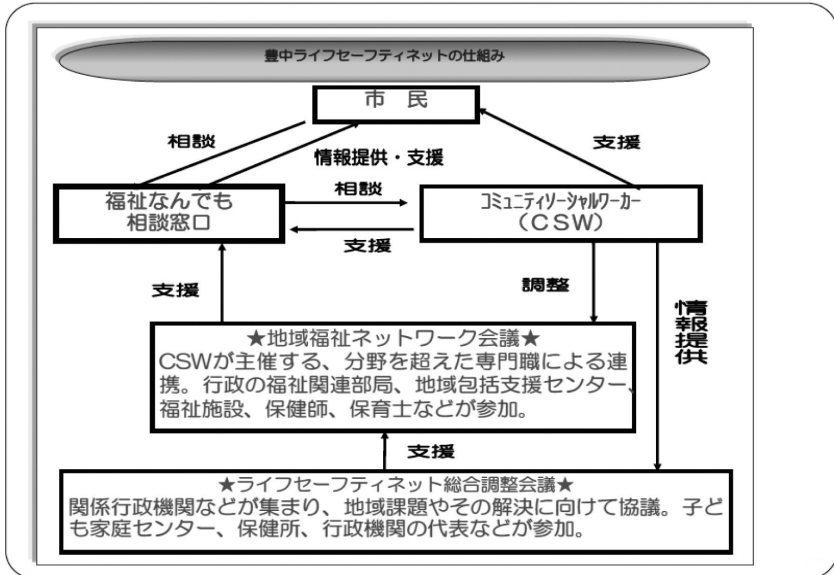 豊中ライフセーフティネットの仕組み
市　民
相談
支援
情報提供・支援
福祉なんでも
相談窓口
相談
コミュニティソーシャルワーカー
（CSW）
支援
支援
調整
情報提供
★地域福祉ネットワーク会議★
CSWが主催する、分野を超えた専門職による連
携。行政の福祉関連部局、地域包括支援センター、
福祉施設、保健師、保育士などが参加。
支援
★ライフセーフティネット総合調整会議★
関係行政機関などが集まり、地域課題やその解決に向けて協議。子ど
も家庭センター、保健所、行政機関の代表などが参加。